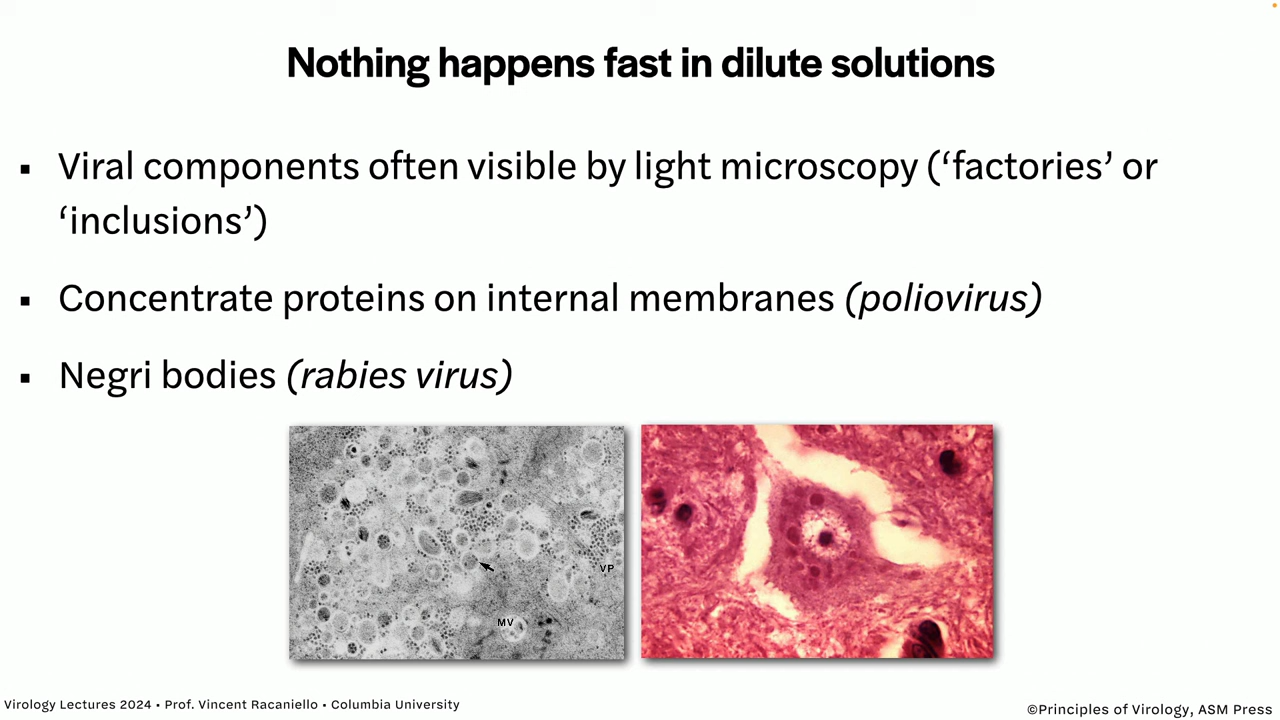 Nothing happens fast in dilute solutions
▪ Viral components often visible by light microscopy (‘factories’ or
‘inclusions’)
▪ Concentrate proteins on internal membranes (poliovirus)
▪ Negri bodies (rabies virus)
VP
MV
Virology Lectures 2024 • Prof. Vincent Racaniello • Columbia University
©Principles of Virology, ASM Press